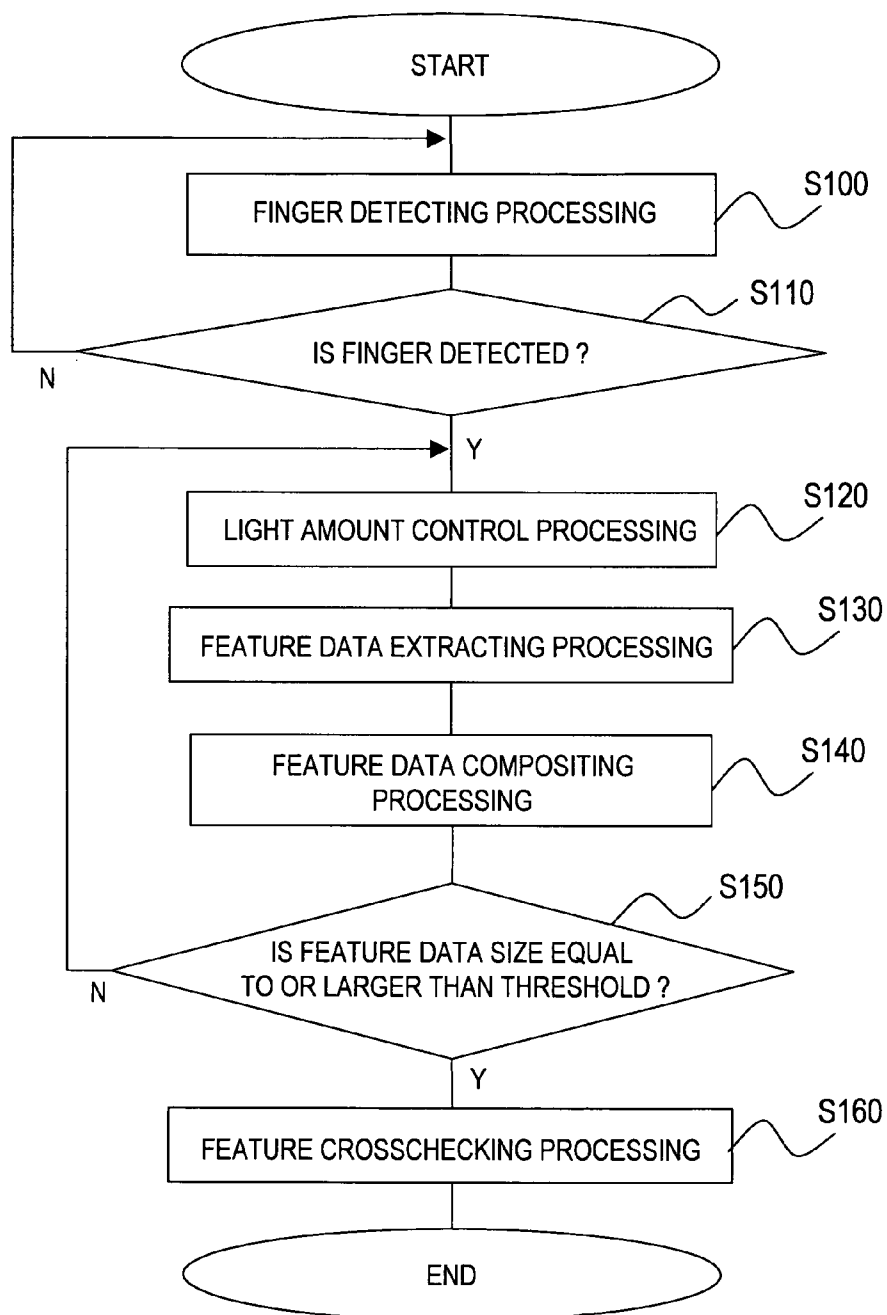 START
FINGER DETECTING PROCESSING
S100
S110
IS FINGER DETECTED ?
N
Y
S120
LIGHT AMOUNT CONTROL PROCESSING
S130
FEATURE DATA EXTRACTING PROCESSING
S140
FEATURE DATA COMPOSITING
PROCESSING
S150
IS FEATURE DATA SIZE EQUAL
TO OR LARGER THAN THRESHOLD ?
N
Y
S160
FEATURE CROSSCHECKING PROCESSING
END